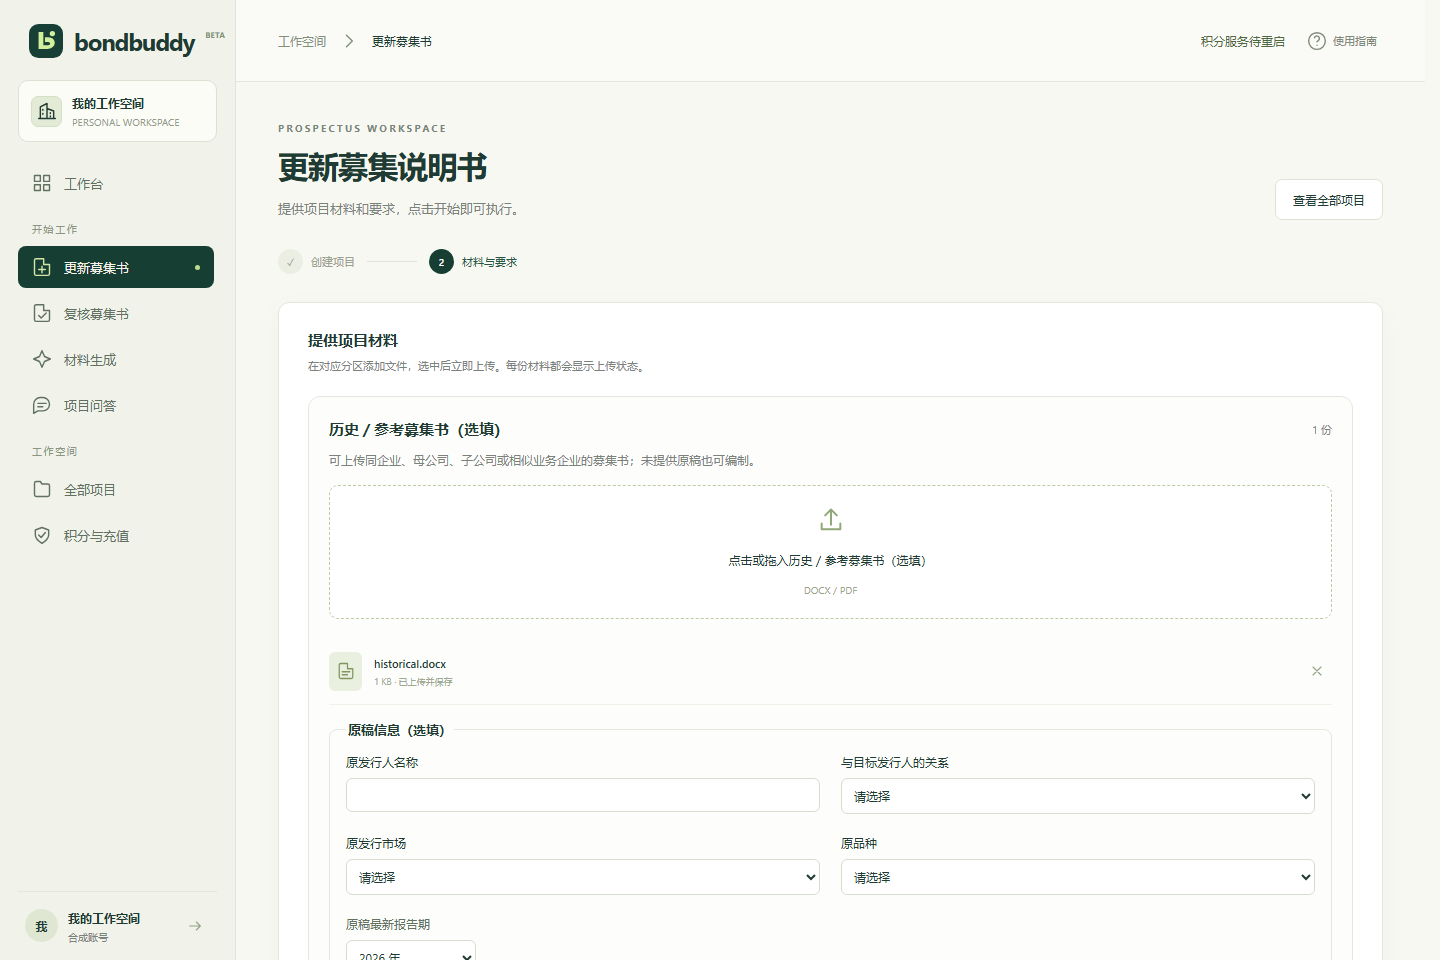 bondbuddy BETA
我的工作空间
PERSONAL WORKSPACE
工作台
开始工作
更新募集书
复核募集书
材料生成
项目问答
工作空间
全部项目
积分与充值
我
我的工作空间
合成账号
工作空间
更新募集书
积分服务待重启
使用指南
PROSPECTUS WORKSPACE
更新募集说明书
提供项目材料和要求，点击开始即可执行。
查看全部项目
创建项目
2 材料与要求
提供项目材料
在对应分区添加文件，选中后立即上传。每份材料都会显示上传状态。
历史 / 参考募集书（选填）
1 份
可上传同企业、母公司、子公司或相似业务企业的募集书；未提供原稿也可编制。
点击或拖入历史 / 参考募集书（选填）
DOCX / PDF
historical.docx
1 KB · 已上传并保存
原稿信息（选填）
原发行人名称
与目标发行人的关系
请选择
原发行市场
原品种
请选择
请选择
原稿最新报告期
2026 年